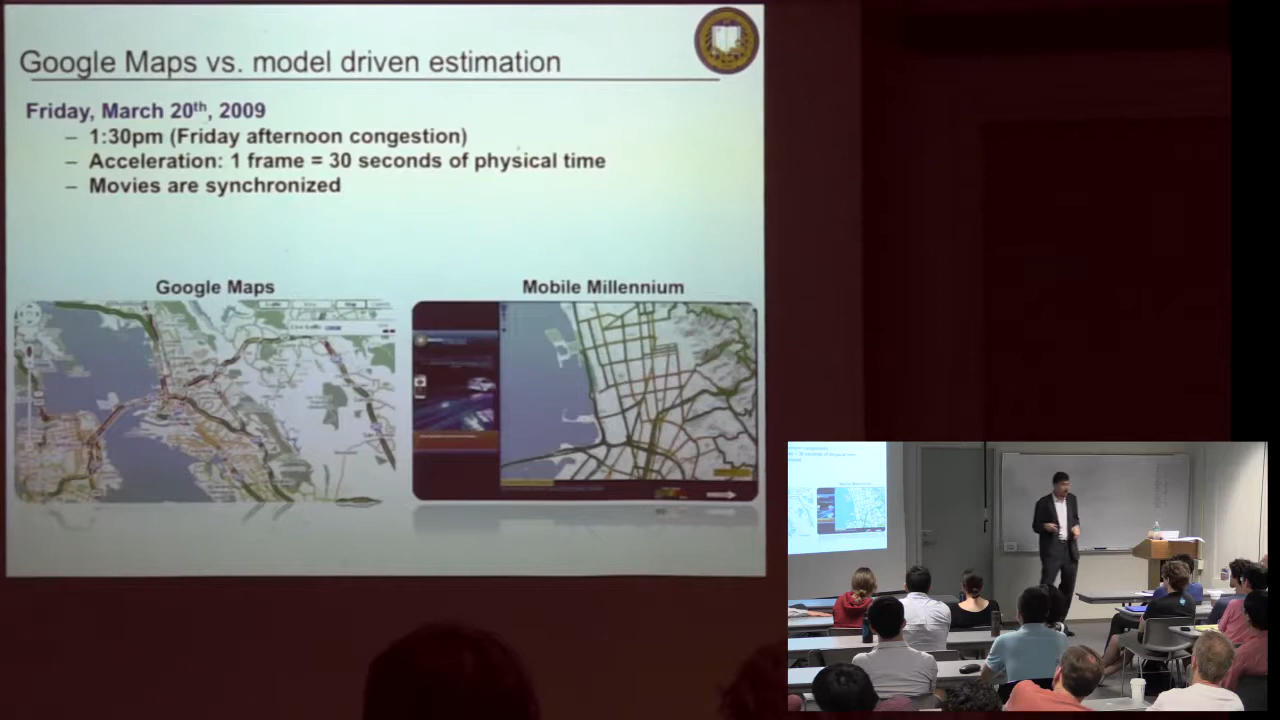 Google Maps vs. model driven estimation
Friday, March 20th, 2009
– 1:30pm (Friday afternoon congestion)
– Acceleration: 1 frame = 30 seconds of physical time
– Movies are synchronized
Google Maps
Mobile Millennium